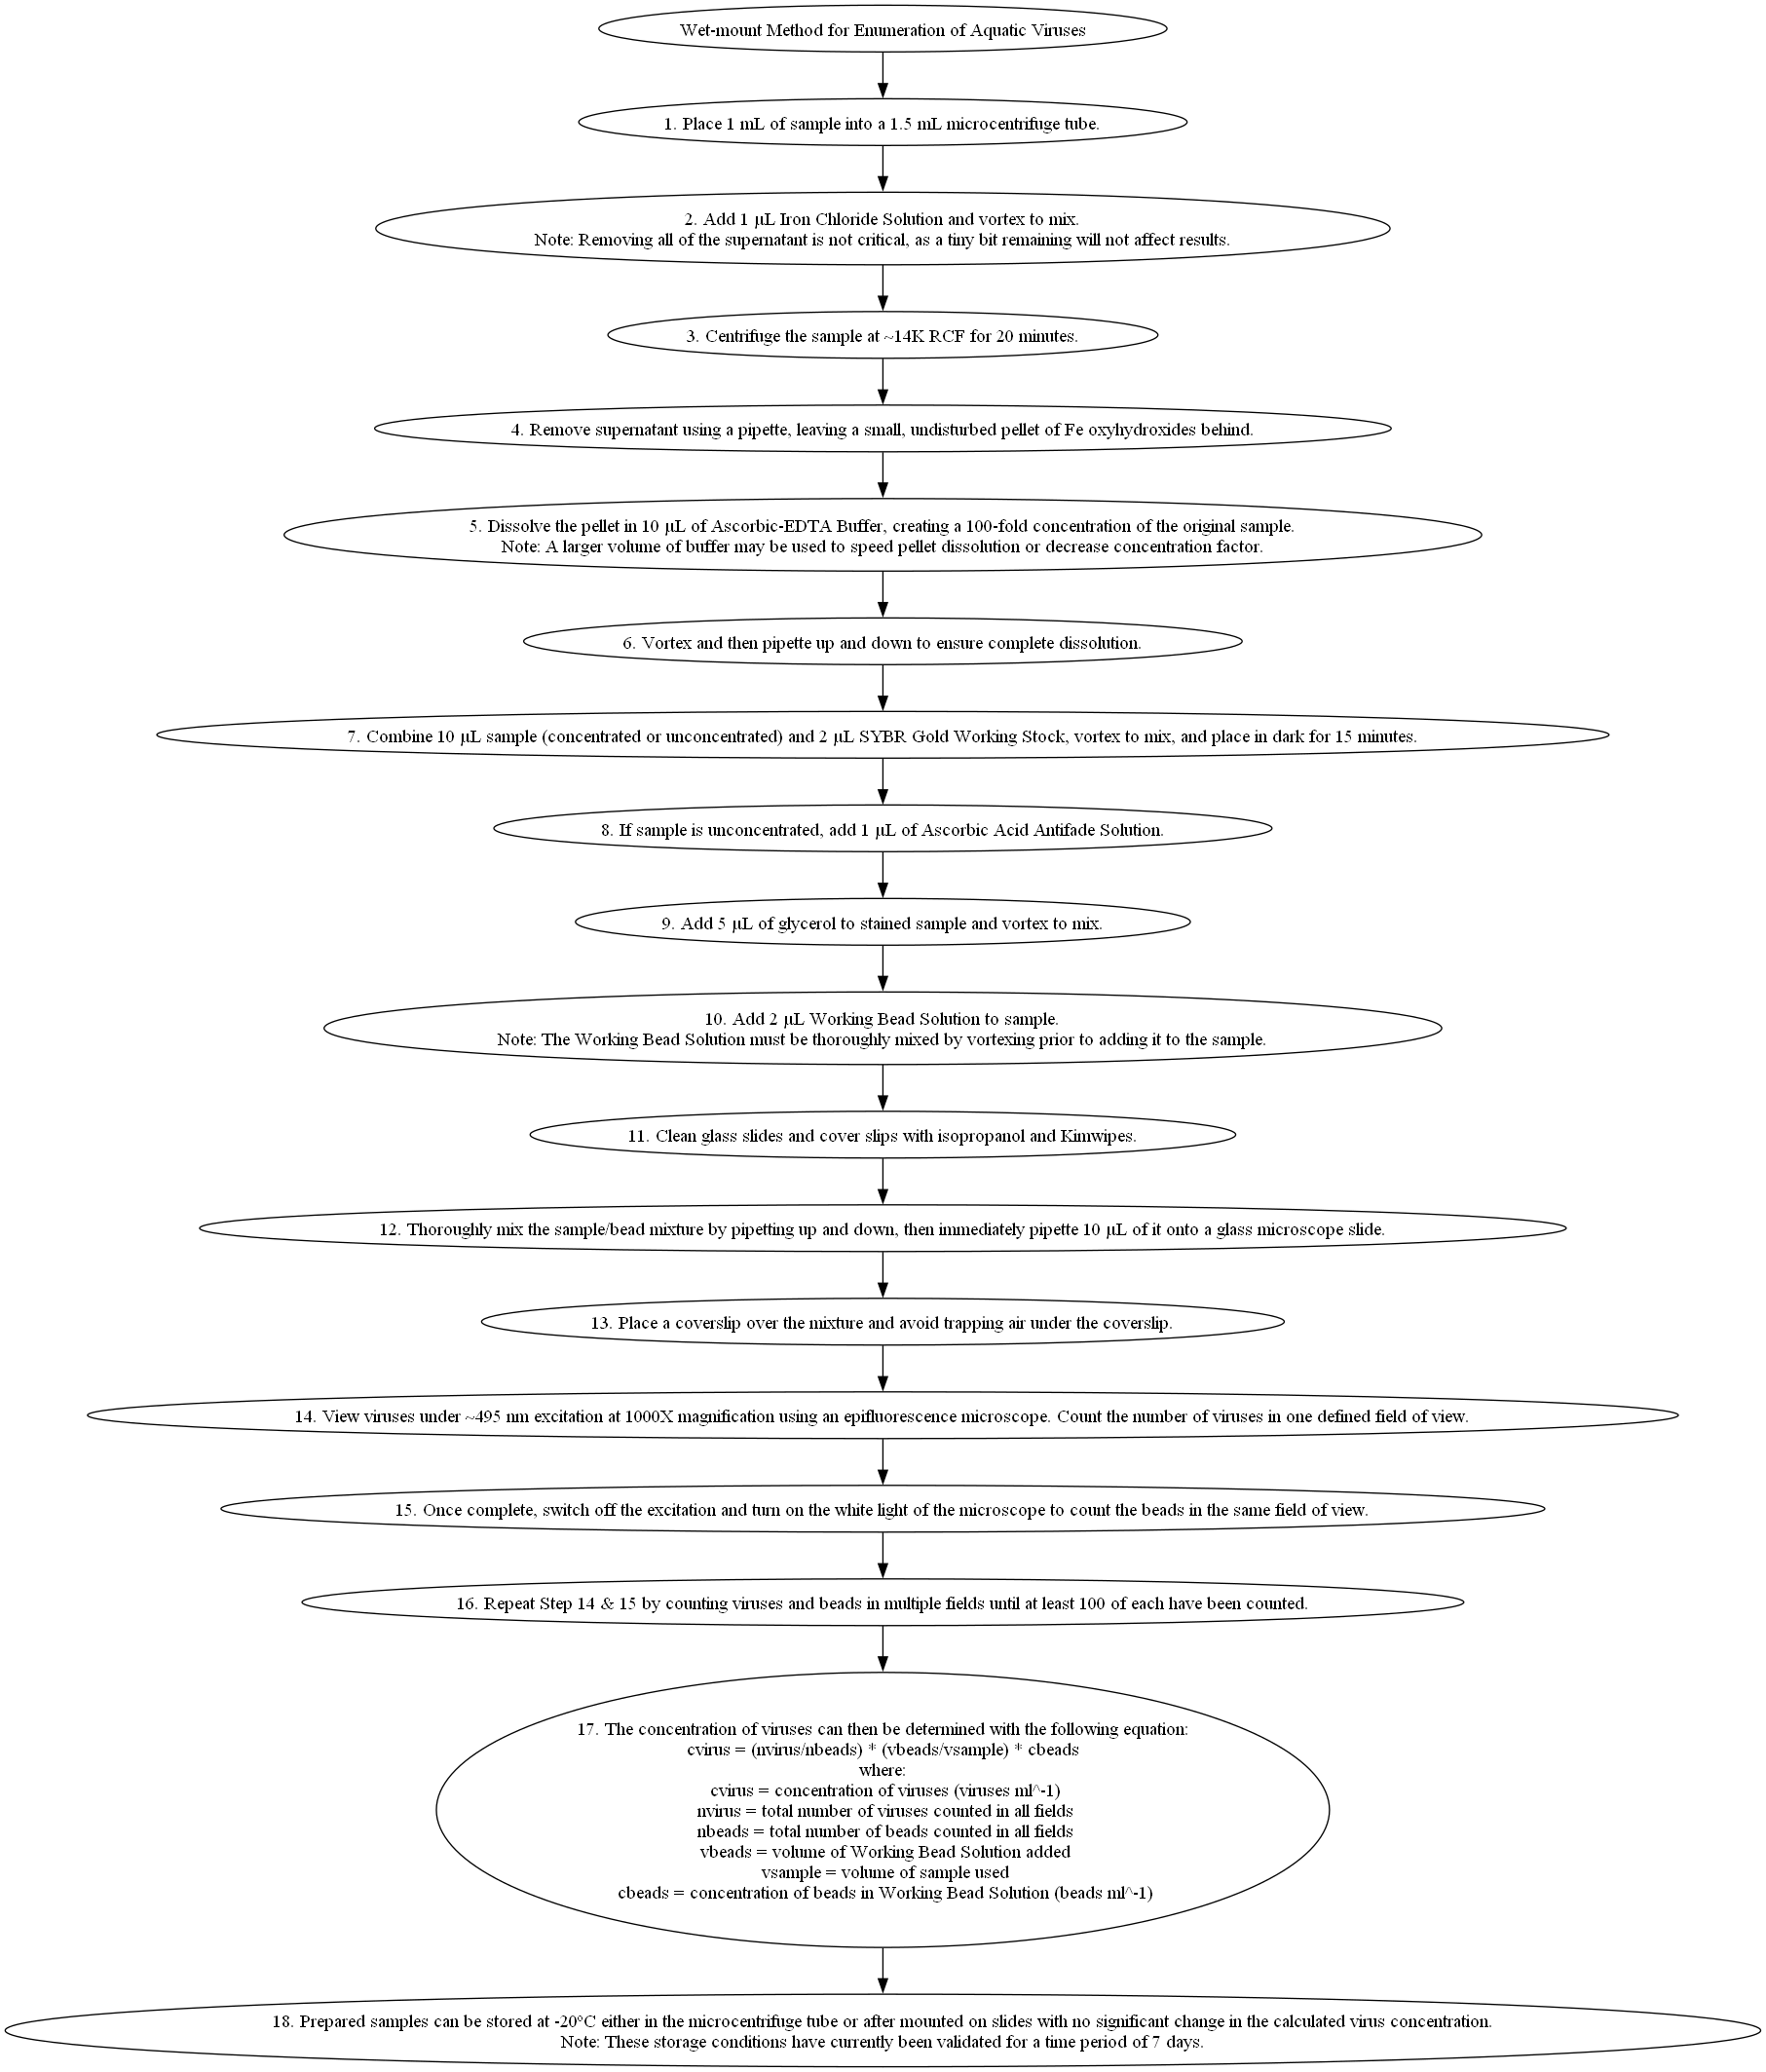 Wet-mount Method for Enumeration of Aquatic Viruses
1. Place 1 mL of sample into a 1.5 mL microcentrifuge tube.
2. Add 1 µL Iron Chloride Solution and vortex to mix.
Note: Removing all of the supernatant is not critical, as a tiny bit remaining will not affect results.
3. Centrifuge the sample at ~14K RCF for 20 minutes.
4. Remove supernatant using a pipette, leaving a small, undisturbed pellet of Fe oxyhydroxides behind.
5. Dissolve the pellet in 10 µL of Ascorbic-EDTA Buffer, creating a 100-fold concentration of the original sample.
Note: A larger volume of buffer may be used to speed pellet dissolution or decrease concentration factor.
6. Vortex and then pipette up and down to ensure complete dissolution.
7. Combine 10 µL sample (concentrated or unconcentrated) and 2 µL SYBR Gold Working Stock, vortex to mix, and place in dark for 15 minutes.
8. If sample is unconcentrated, add 1 µL of Ascorbic Acid Antifade Solution.
9. Add 5 µL of glycerol to stained sample and vortex to mix.
10. Add 2 µL Working Bead Solution to sample.
Note: The Working Bead Solution must be thoroughly mixed by vortexing prior to adding it to the sample.
11. Clean glass slides and cover slips with isopropanol and Kimwipes.
12. Thoroughly mix the sample/bead mixture by pipetting up and down, then immediately pipette 10 µL of it onto a glass microscope slide.
13. Place a coverslip over the mixture and avoid trapping air under the coverslip.
14. View viruses under ~495 nm excitation at 1000X magnification using an epifluorescence microscope. Count the number of viruses in one defined field of view.
15. Once complete, switch off the excitation and turn on the white light of the microscope to count the beads in the same field of view.
16. Repeat Step 14 & 15 by counting viruses and beads in multiple fields until at least 100 of each have been counted.
17. The concentration of viruses can then be determined with the following equation:
cvirus = (nvirus/nbeads) * (vbeads/vsample) * cbeads
where:
cvirus = concentration of viruses (viruses ml^-1)
nvirus = total number of viruses counted in all fields
nbeads = total number of beads counted in all fields
vbeads = volume of Working Bead Solution added
vsample = volume of sample used
cbeads = concentration of beads in Working Bead Solution (beads ml^-1)
18. Prepared samples can be stored at -20°C either in the microcentrifuge tube or after mounted on slides with no significant change in the calculated virus concentration.
Note: These storage conditions have currently been validated for a time period of 7 days.